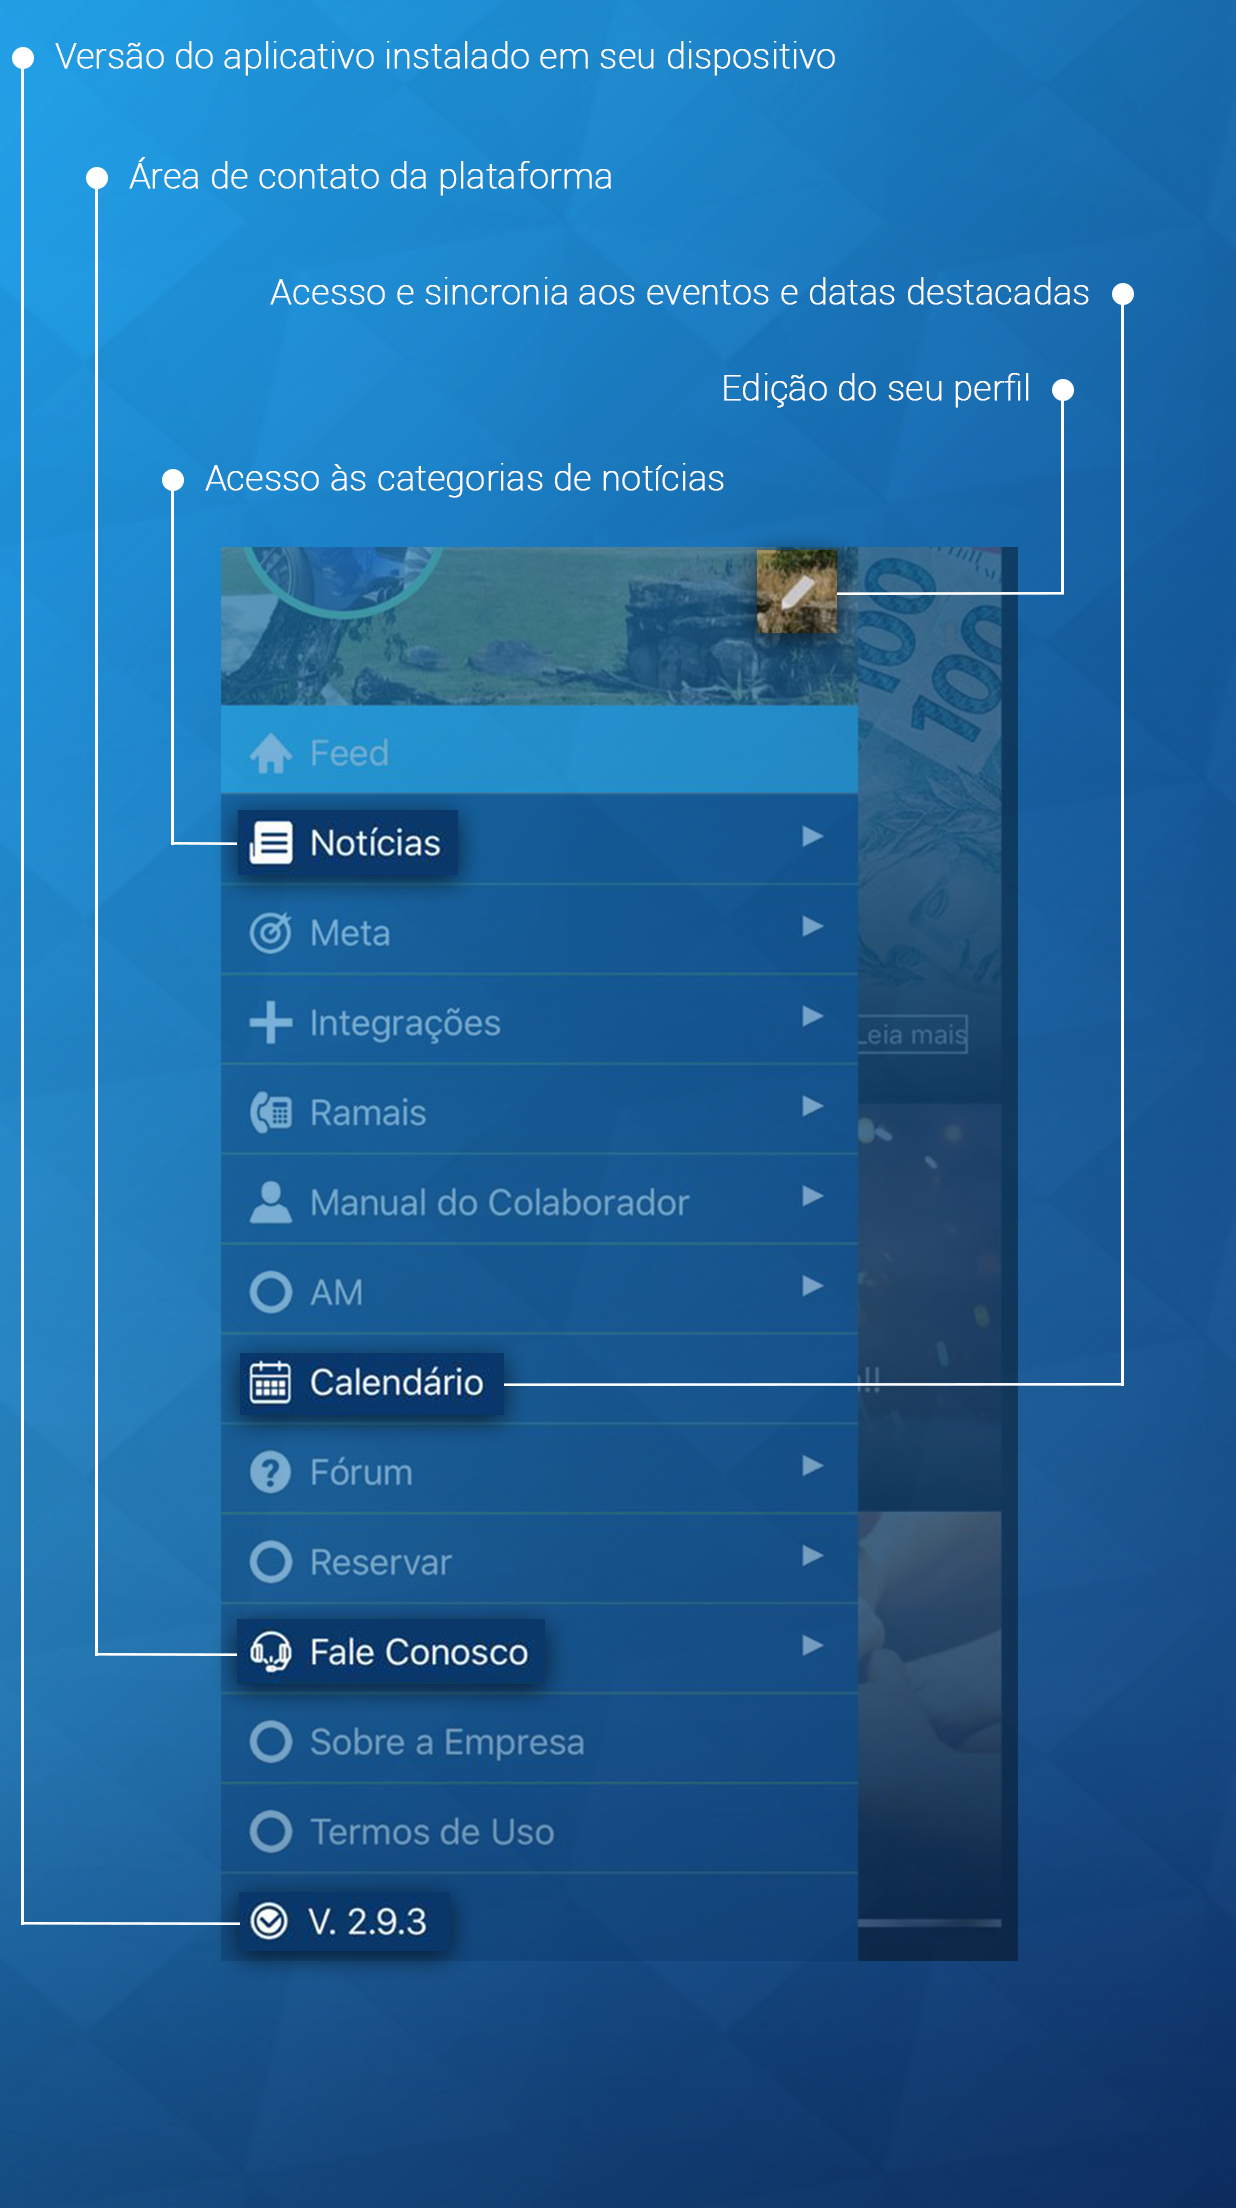 Versão do aplicativo instalado em seu dispositivo
Área de contato da plataforma
Acesso e sincronia aos eventos e datas destacadas
Edição do seu perfil
Acesso às categorias de notícias
100
100
Feed
Notícias
Meta
Integrações
Leia mais
Ramais
Manual do Colaborador
AM
Calendário
!!
Fórum
Reservar
Fale Conosco
Sobre a Empresa
Termos de Uso
V. 2.9.3